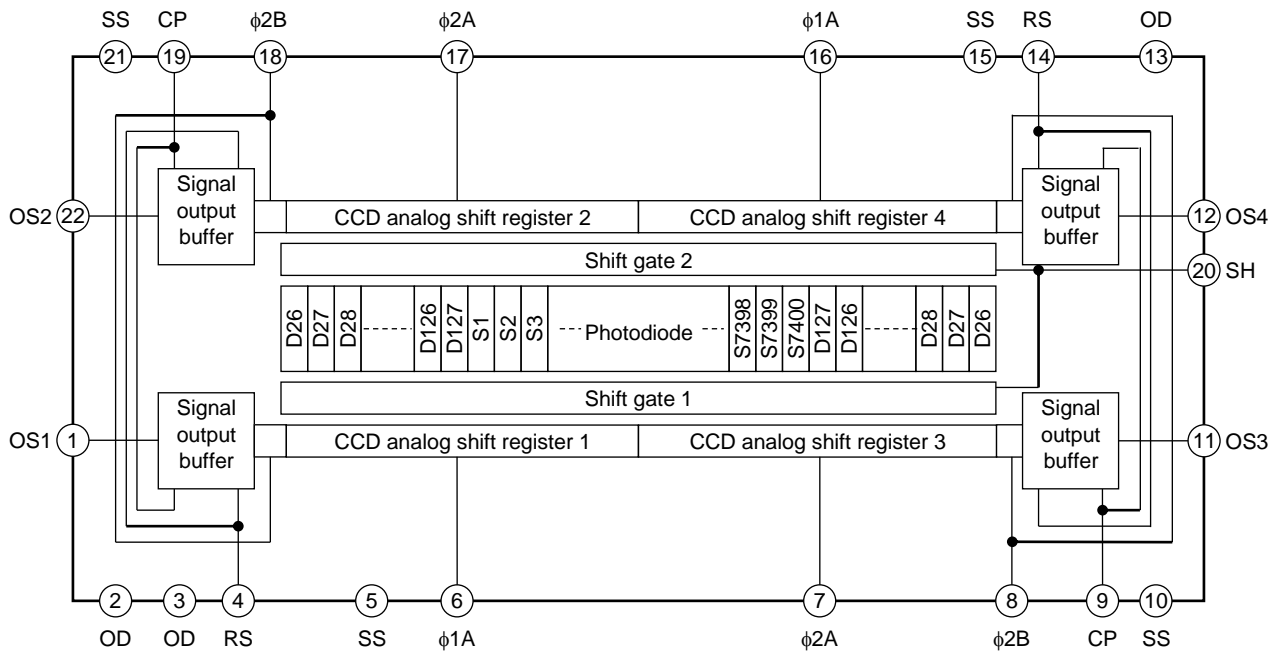 SS CP ϕ2B ϕ2A ϕ1A SS RS OD
21 19 18 17 16 15 14 13
Signal
output
buffer
Signal
output
buffer
OS2 22
CCD analog shift register 2
CCD analog shift register 4
12 OS4
Shift gate 2
20 SH
D26 D27 D28 D126 D127 S1 S2 S3 Photodiode S7398 S7399 S7400 D127 D126 D28 D27 D26
Shift gate 1
Signal
output
buffer
Signal
output
buffer
OS1 1
CCD analog shift register 1
CCD analog shift register 3
11 OS3
2 3 4 5 6 7 8 9 10
OD OD RS SS ϕ1A ϕ2A ϕ2B CP SS